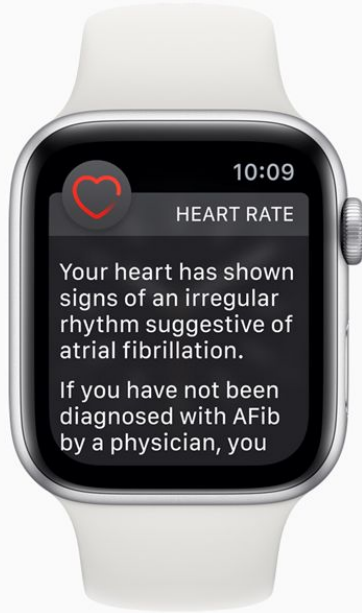 10:09
HEART RATE
Your heart has shown
signs of an irregular
rhythm suggestive of
atrial fibrillation.
If you have not been
diagnosed with AFib
by a physician, you